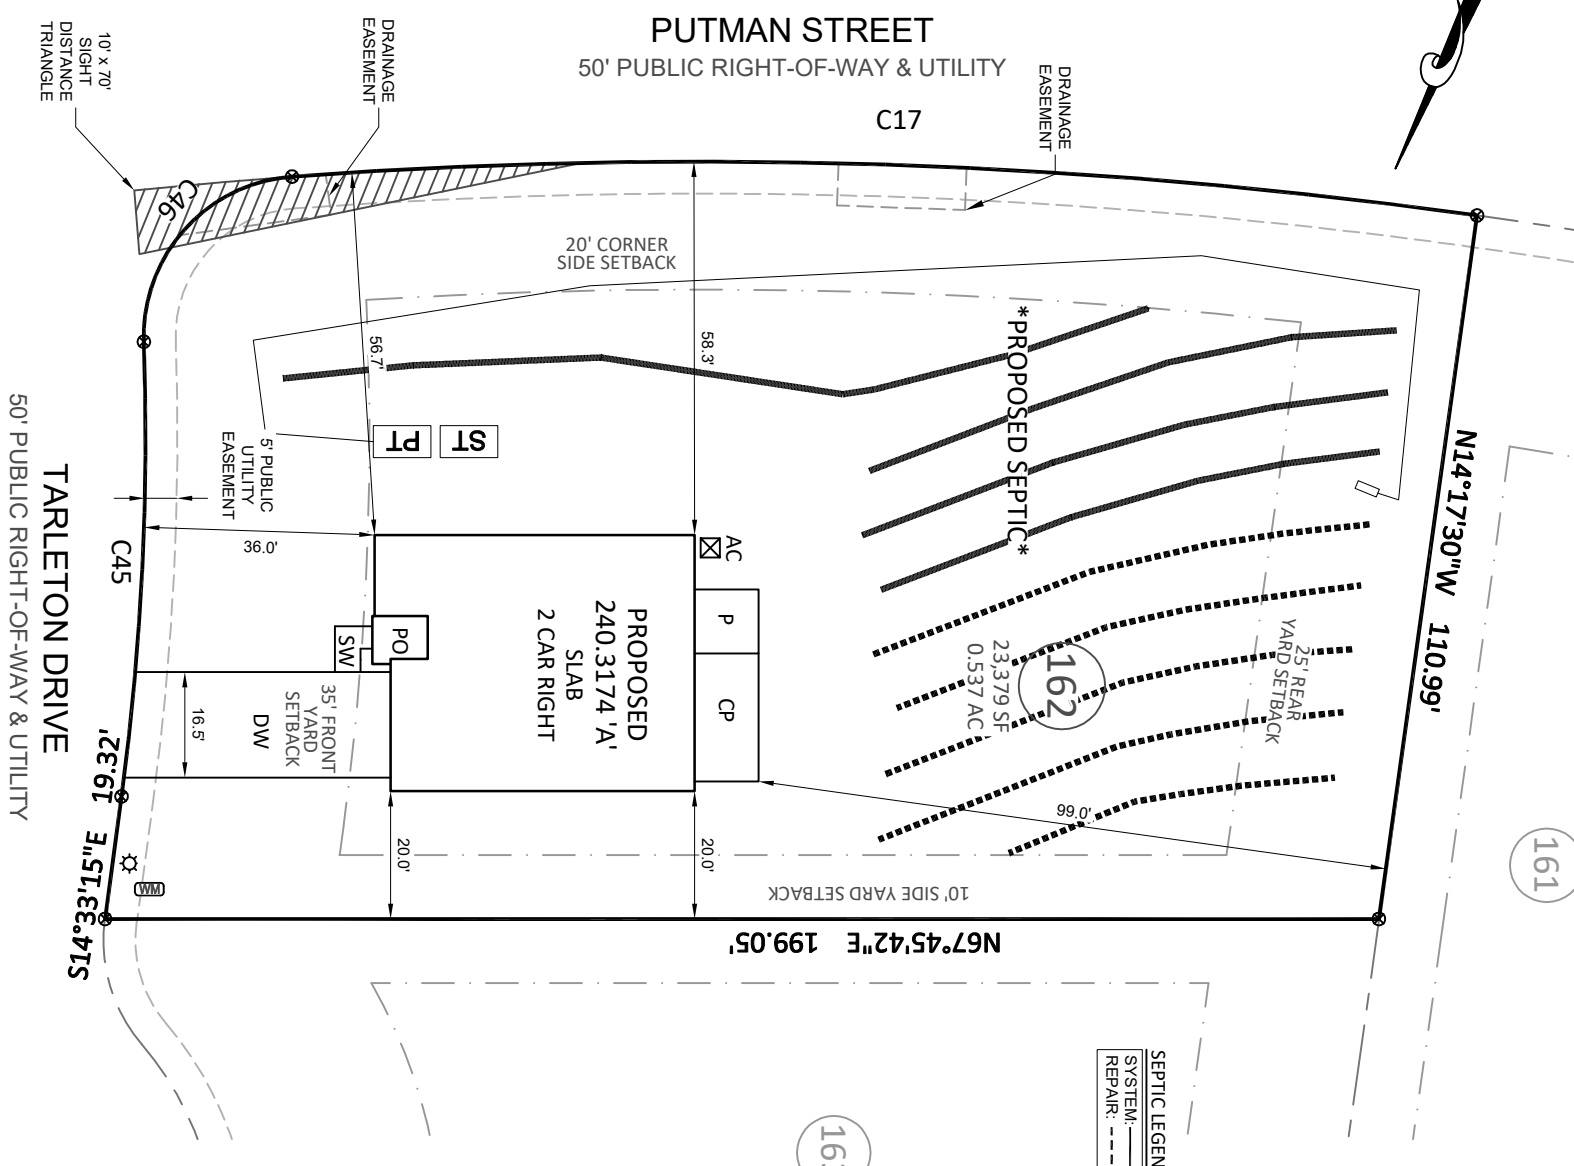 PUTMAN STREET
50' PUBLIC RIGHT-OF-WAY & UTILITY
C17
10' x 70'
SIGHT
DISTANCE
TRIANGLE
DRAINAGE
EASEMENT
DRAINAGE
EASEMENT
C46
20' CORNER
SIDE SETBACK
58.3'
56.7'
*PROPOSED SEPTIC*
PT
ST
5' PUBLIC
UTILITY
EASEMENT
36.0'
C45
AC
P
CP
PO
SW
PROPOSED
240.3174 'A'
SLAB
2 CAR RIGHT
162
23,379 SF
0.537 AC
25' REAR
YARD SETBACK
N14°17'30"W 110.99'
35' FRONT
YARD
SETBACK
DW
16.5'
TARLETON DRIVE
50' PUBLIC RIGHT-OF-WAY & UTILITY
S14°33'15"E 19.32'
WM
20.0'
20.0'
99.0'
10' SIDE YARD SETBACK
N67°45'42"E 199.05'
161
SEPTIC LEGEN
SYSTEM:
REPAIR: